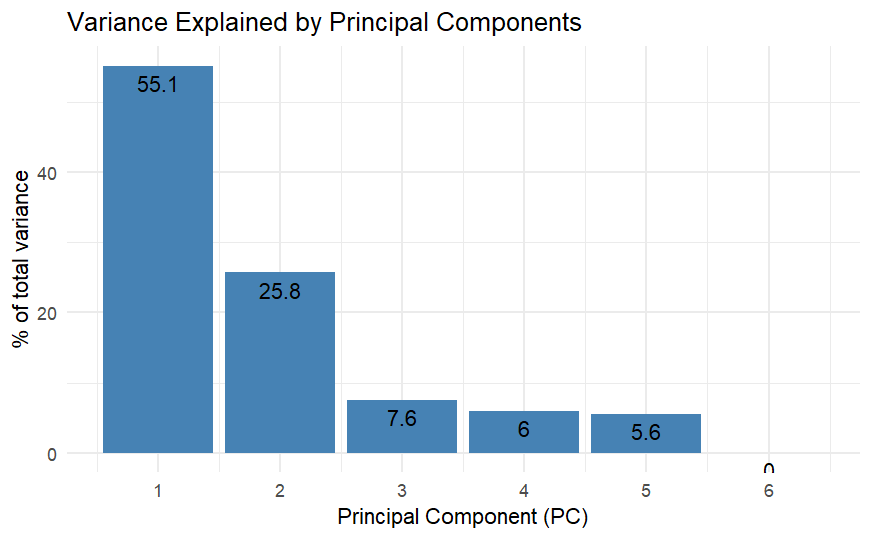 Variance Explained by Principal Components
% of total variance
40
20
0
55.1
25.8
7.6
6
5.6
0
1 2 3 4 5 6
Principal Component (PC)